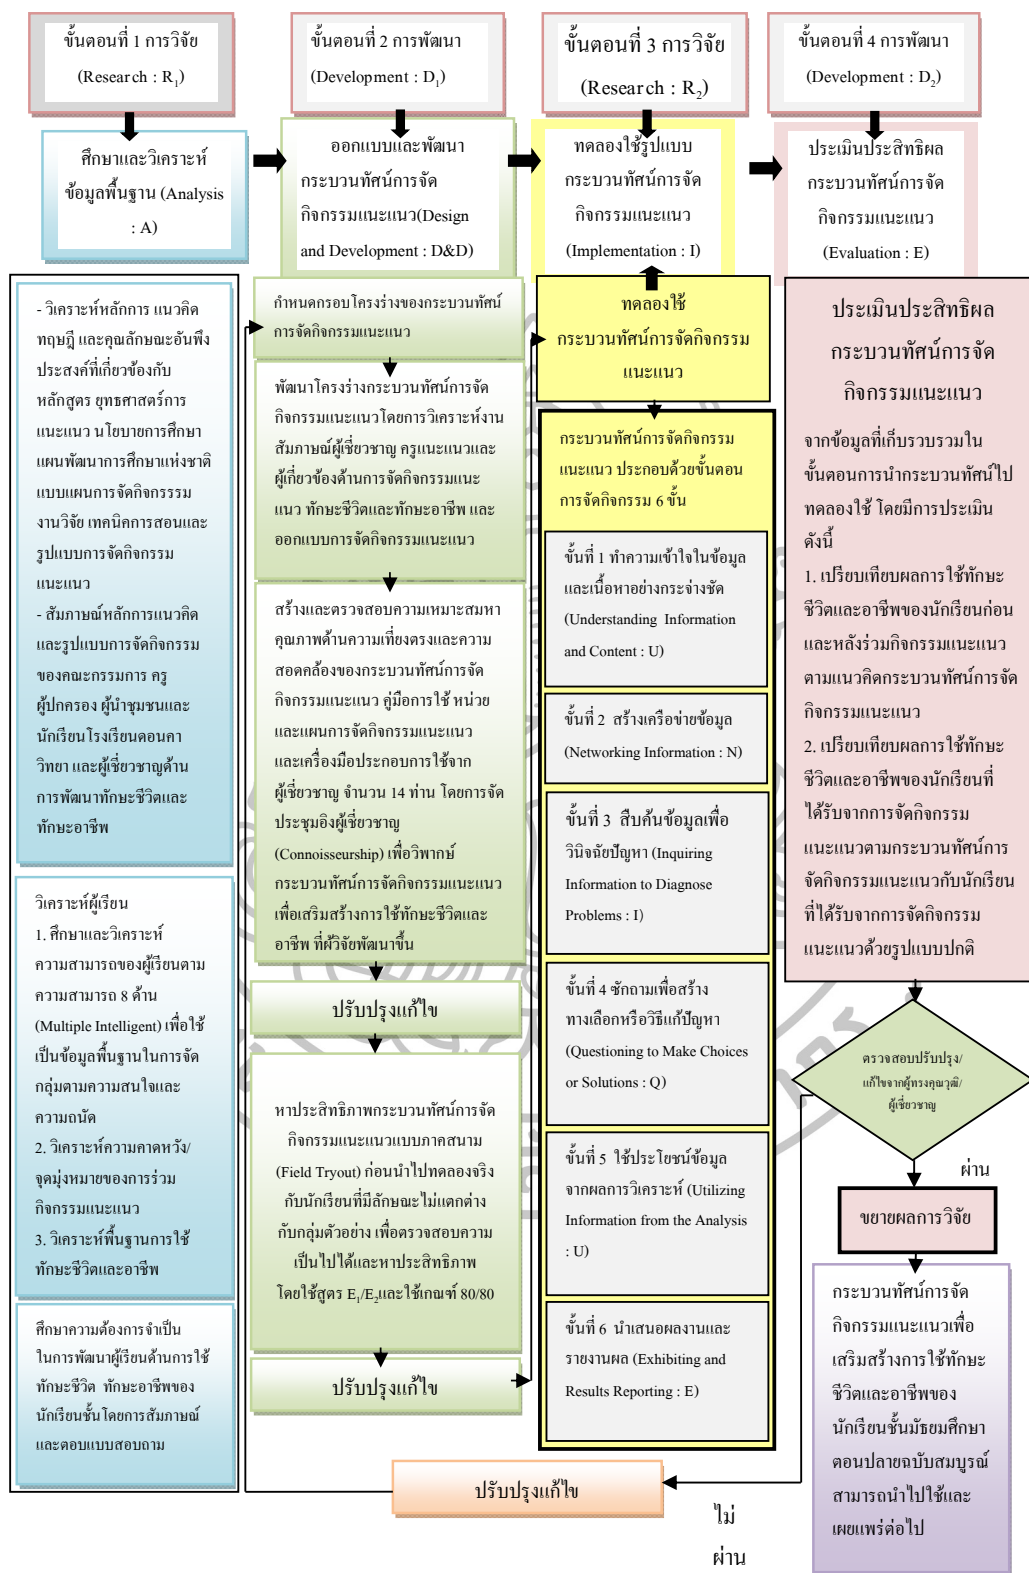 ขั้นตอนที่ 1 การวิจัย
(Research : R1)
ขั้นตอนที่ 2 การพัฒนา
(Development : D1)
ขั้นตอนที่ 3 การวิจัย
(Research : R2)
ขั้นตอนที่ 4 การพัฒนา
(Development : D2)
ศึกษาและวิเคราะห์
ข้อมูลพื้นฐาน (Analysis
: A)
ออกแบบและพัฒนา
กระบวนทัศน์การจัด
กิจกรรมแนะแนว(Design
and Development : D&D)
ทดลองใช้รูปแบบ
กระบวนทัศน์การจัด
กิจกรรมแนะแนว
(Implementation : I)
ประเมินประสิทธิผล
กระบวนทัศน์การจัด
กิจกรรมแนะแนว
(Evaluation : E)
- วิเคราะห์หลักการ แนวคิด
ทฤษฎี และคุณลักษณะอันพึง
ประสงค์ที่เกี่ยวข้องกับ
หลักสูตร ยุทธศาสตร์การ
แนะแนว นโยบายการศึกษา
แผนพัฒนาการศึกษาแห่งชาติ
แบบแผนการจัดกิจกรรรม
งานวิจัย เทคนิคการสอนและ
รูปแบบการจัดกิจกรรม
แนะแนว
- สัมภาษณ์หลักการแนวคิด
และรูปแบบการจัดกิจกรรม
ของคณะกรรมการ ครู
ผู้ปกครอง ผู้นำชุมชนและ
นักเรียนโรงเรียนดอนคา
วิทยา และผู้เชี่ยวชาญด้าน
การพัฒนาทักษะชีวิตและ
ทักษะอาชีพ
วิเคราะห์ผู้เรียน
1. ศึกษาและวิเคราะห์
ความสามารถของผู้เรียนตาม
ความสามารถ 8 ด้าน
(Multiple Intelligent) เพื่อใช้
เป็นข้อมูลพื้นฐานในการจัด
กลุ่มตามความสนใจและ
ความถนัด
2. วิเคราะห์ความคาดหวัง/
จุดมุ่งหมายของการร่วม
กิจกรรมแนะแนว
3. วิเคราะห์พื้นฐานการใช้
ทักษะชีวิตและอาชีพ
ศึกษาความต้องการจำเป็น
ในการพัฒนาผู้เรียนด้านการใช้
ทักษะชีวิต ทักษะอาชีพของ
นักเรียนชั้นโดยการสัมภาษณ์
และตอบแบบสอบถาม
กำหนดกรอบโครงร่างของกระบวนทัศน์
การจัดกิจกรรมแนะแนว
พัฒนาโครงร่างกระบวนทัศน์การจัด
กิจกรรมแนะแนวโดยการวิเคราะห์งาน
สัมภาษณ์ผู้เชี่ยวชาญ ครูแนะแนวและ
ผู้เกี่ยวข้องด้านการจัดกิจกรรมแนะ
แนว ทักษะชีวิตและทักษะอาชีพ และ
ออกแบบการจัดกิจกรรมแนะแนว
สร้างและตรวจสอบความเหมาะสมหา
คุณภาพด้านความเที่ยงตรงและความ
สอดคล้องของกระบวนทัศน์การจัด
กิจกรรมแนะแนว คู่มือการใช้ หน่วย
และแผนการจัดกิจกรรมแนะแนว
และเครื่องมือประกอบการใช้จาก
ผู้เชี่ยวชาญ จำนวน 14 ท่าน โดยการจัด
ประชุมอิงผู้เชี่ยวชาญ
(Connoisseurship) เพื่อวิพากษ์
กระบวนทัศน์การจัดกิจกรรมแนะแนว
เพื่อเสริมสร้างการใช้ทักษะชีวิตและ
อาชีพ ที่ผู้วิจัยพัฒนาขึ้น
ปรับปรุงแก้ไข
หาประสิทธิภาพกระบวนทัศน์การจัด
กิจกรรมแนะแนวแบบภาคสนาม
(Field Tryout) ก่อนนำไปทดลองจริง
กับนักเรียนที่มีลักษณะไม่แตกต่าง
กับกลุ่มตัวอย่าง เพื่อตรวจสอบความ
เป็นไปได้และหาประสิทธิภาพ
โดยใช้สูตร E1/E2และใช้เกณฑ์ 80/80
ปรับปรุงแก้ไข
ทดลองใช้
กระบวนทัศน์การจัดกิจกรรม
แนะแนว
กระบวนทัศน์การจัดกิจกรรม
แนะแนว ประกอบด้วยขั้นตอน
การจัดกิจกรรม 6 ขั้น
ขั้นที่ 1 ทำความเข้าใจในข้อมูล
และเนื้อหาอย่างกระจ่างชัด
(Understanding Information
and Content : U)
ขั้นที่ 2 สร้างเครือข่ายข้อมูล
(Networking Information : N)
ขั้นที่ 3 สืบค้นข้อมูลเพื่อ
วินิจฉัยปัญหา (Inquiring
Information to Diagnose
Problems : I)
ขั้นที่ 4 ซักถามเพื่อสร้าง
ทางเลือกหรือวิธีแก้ปัญหา
(Questioning to Make Choices
or Solutions : Q)
ขั้นที่ 5 ใช้ประโยชน์ข้อมูล
จากผลการวิเคราะห์ (Utilizing
Information from the Analysis
: U)
ขั้นที่ 6 นำเสนอผลงานและ
รายงานผล (Exhibiting and
Results Reporting : E)
ประเมินประสิทธิผล
กระบวนทัศน์การจัด
กิจกรรมแนะแนว
จากข้อมูลที่เก็บรวบรวมใน
ขั้นตอนการนำกระบวนทัศน์ไป
ทดลองใช้ โดยมีการประเมิน
ดังนี้
1. เปรียบเทียบผลการใช้ทักษะ
ชีวิตและอาชีพของนักเรียนก่อน
และหลังร่วมกิจกรรมแนะแนว
ตามแนวคิดกระบวนทัศน์การจัด
กิจกรรมแนะแนว
2. เปรียบเทียบผลการใช้ทักษะ
ชีวิตและอาชีพของนักเรียนที่
ได้รับจากการจัดกิจกรรม
แนะแนวตามกระบวนทัศน์การ
จัดกิจกรรมแนะแนวกับนักเรียน
ที่ได้รับจากการจัดกิจกรรม
แนะแนวด้วยรูปแบบปกติ
ตรวจสอบปรับปรุง/
แก้ไขจากผู้ทรงคุณวุฒิ/
ผู้เชี่ยวชาญ
ผ่าน
ขยายผลการวิจัย
กระบวนทัศน์การจัด
กิจกรรมแนะแนวเพื่อ
เสริมสร้างการใช้ทักษะ
ชีวิตและอาชีพของ
นักเรียนชั้นมัธยมศึกษา
ตอนปลายฉบับสมบูรณ์
สามารถนำไปใช้และ
เผยแพร่ต่อไป
ปรับปรุงแก้ไข
ไม่
ผ่าน